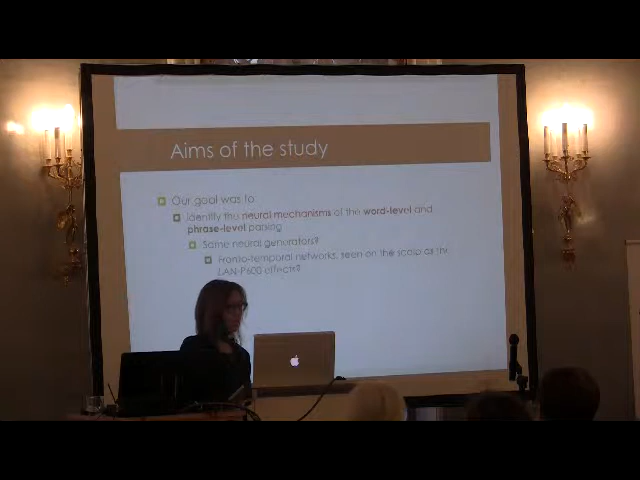 Aims of the study
Our goal was to
Identify the neural mechanisms of the word-level and
phrase-level parsing
Same neural generators?
Fronto-temporal networks, seen on the scalp as the
LAN-P600 effects?